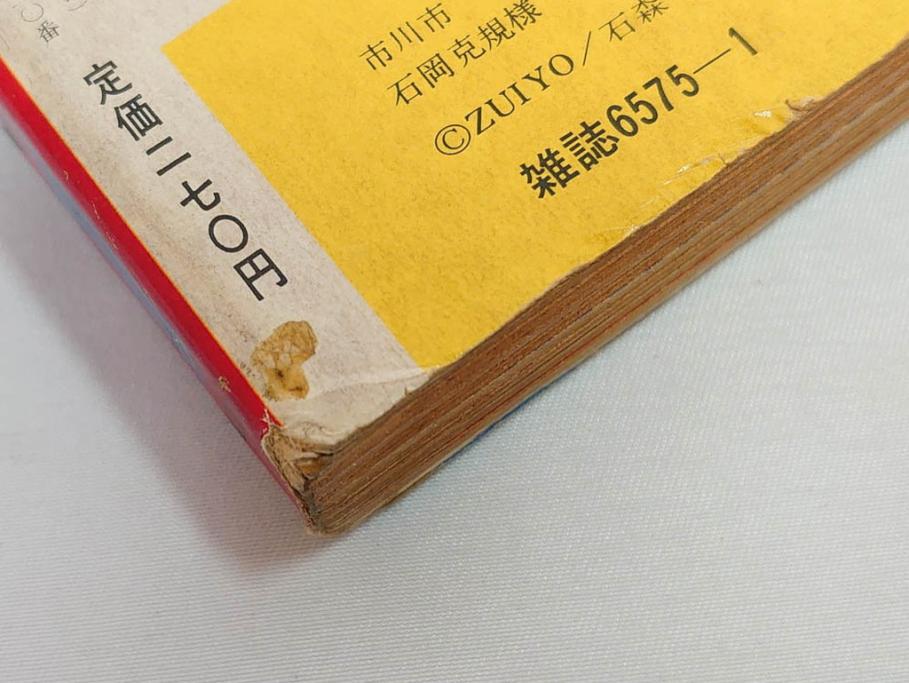 市川市
石岡克規様
©ZUIYO／石森
雑誌6575—1
定価二七〇円
番